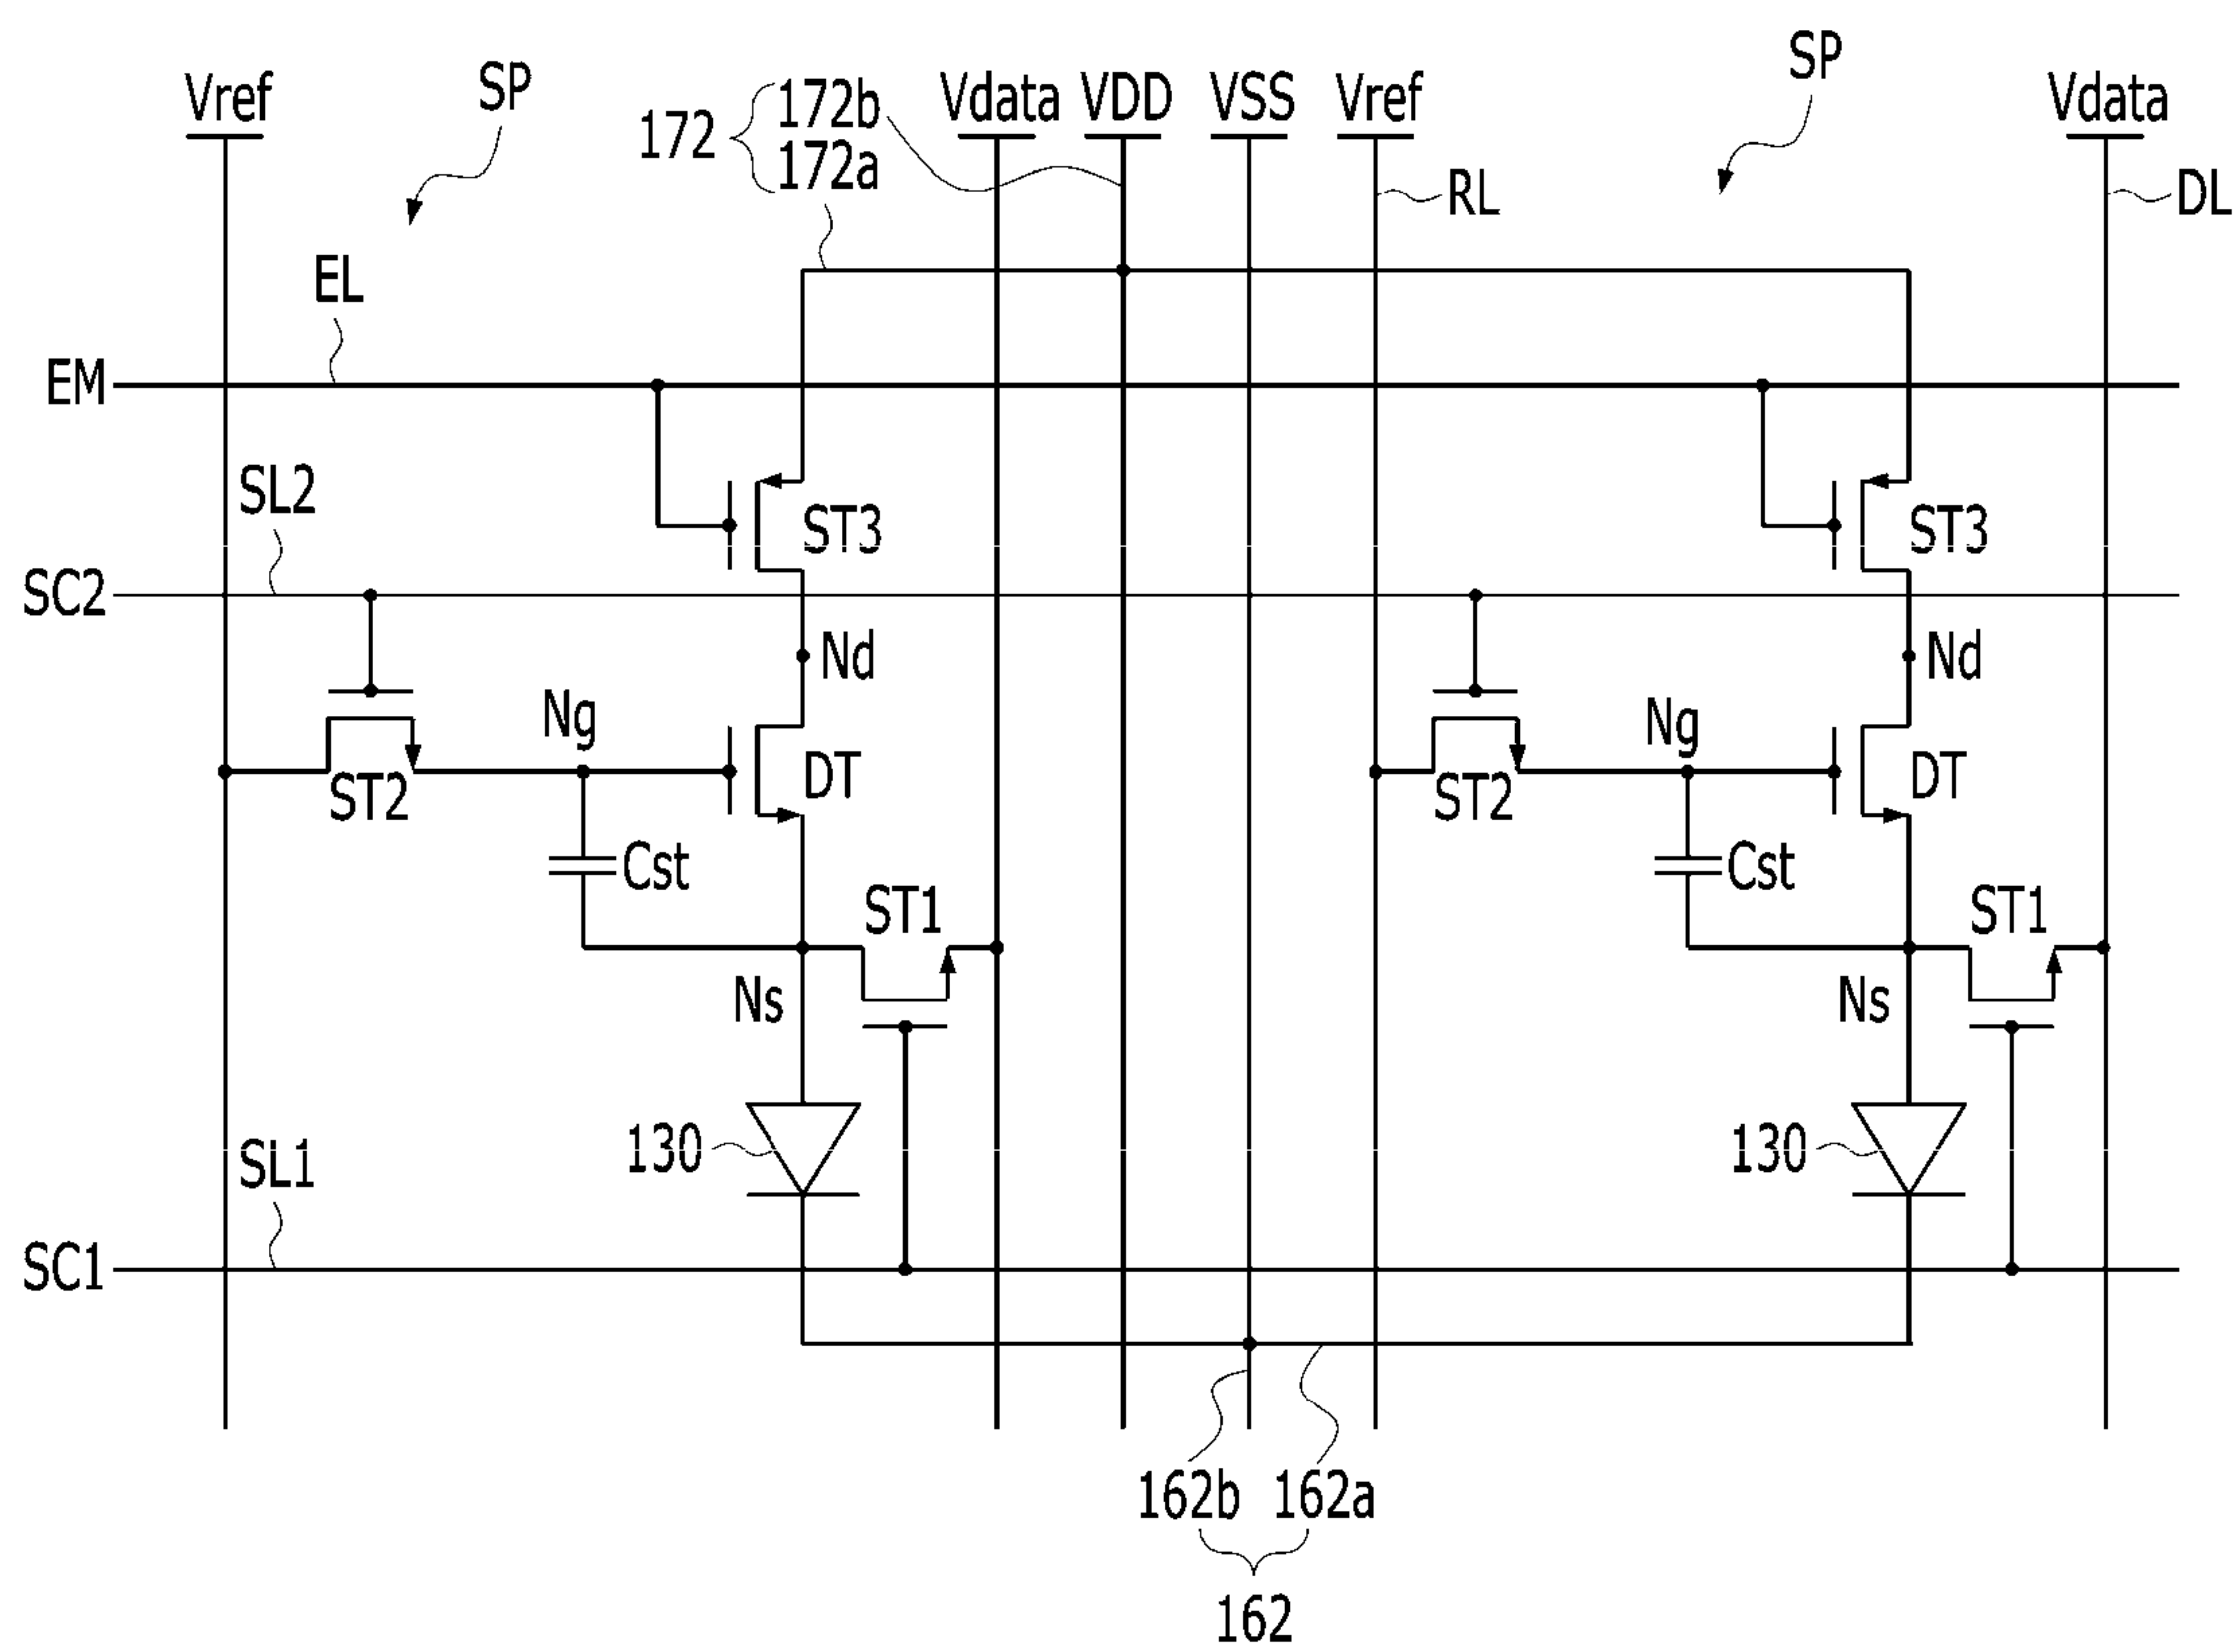 SP
SP
Vref
172
172b
172a
Vdata
VDD
VSS
Vref
Vdata
RL
DL
EL
EM
SL2
ST3
ST3
SC2
Nd
Nd
Ng
Ng
ST2
DT
ST2
DT
Cst
Cst
ST1
ST1
Ns
Ns
130
130
SL1
SC1
162b
162a
162